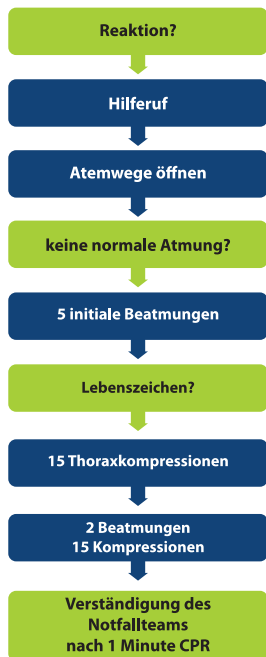 Reaktion?
Hilferuf
Atemwege öffnen
keine normale Atmung?
5 initiale Beatmungen
Lebenszeichen?
15 Thoraxkompressionen
2 Beatmungen
15 Kompressionen
Verständigung des
Notfallteams
nach 1 Minute CPR